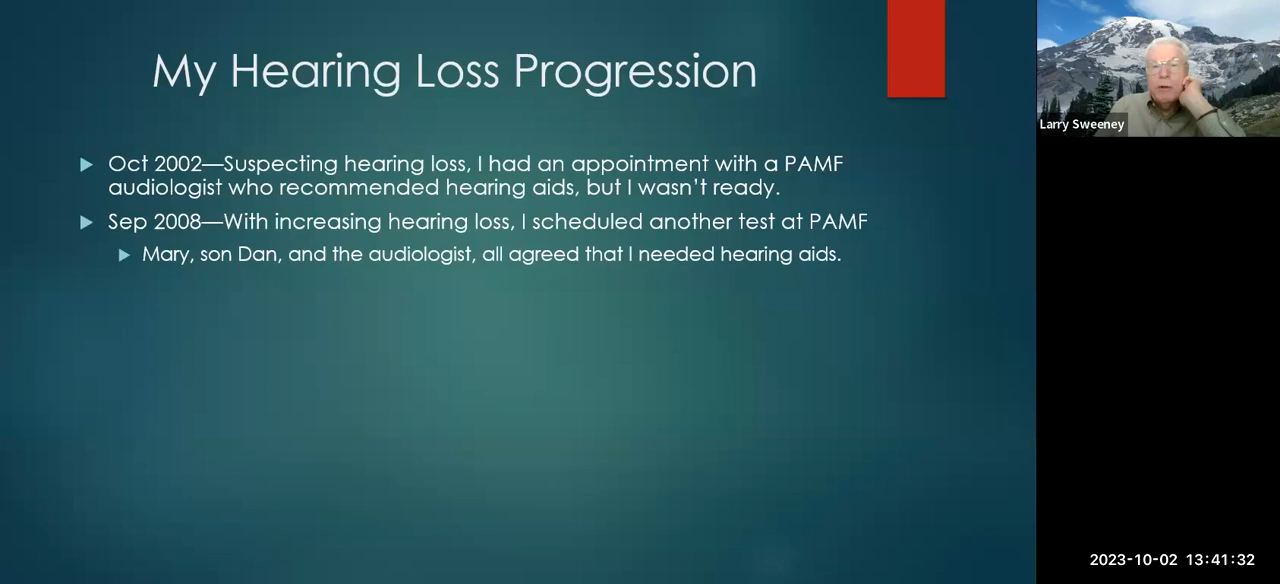 My Hearing Loss Progression
Oct 2002—Suspecting hearing loss, I had an appointment with a PAMF
audiologist who recommended hearing aids, but I wasn’t ready.
Sep 2008—With increasing hearing loss, I scheduled another test at PAMF
Mary, son Dan, and the audiologist, all agreed that I needed hearing aids.
Larry Sweeney
2023-10-02 13:41:32